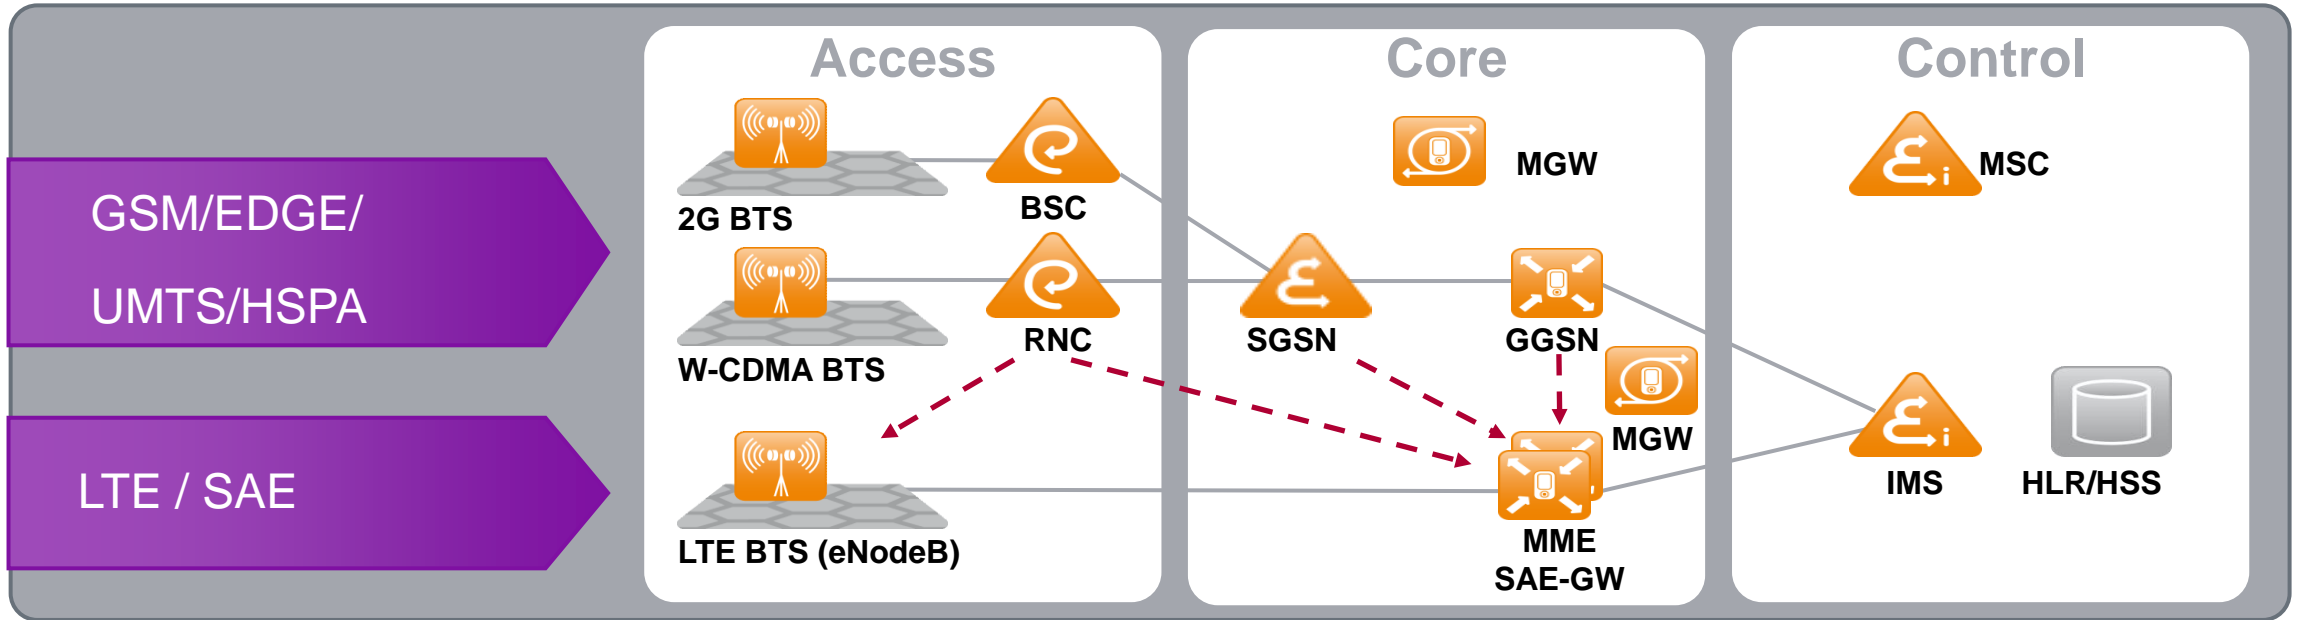 Access
Core
Control
MGW
MSC
GSM/EDGE/
UMTS/HSPA
2G BTS
BSC
W-CDMA BTS
RNC
SGSN
GGSN
MGW
LTE / SAE
LTE BTS (eNodeB)
MME
SAE-GW
IMS
HLR/HSS